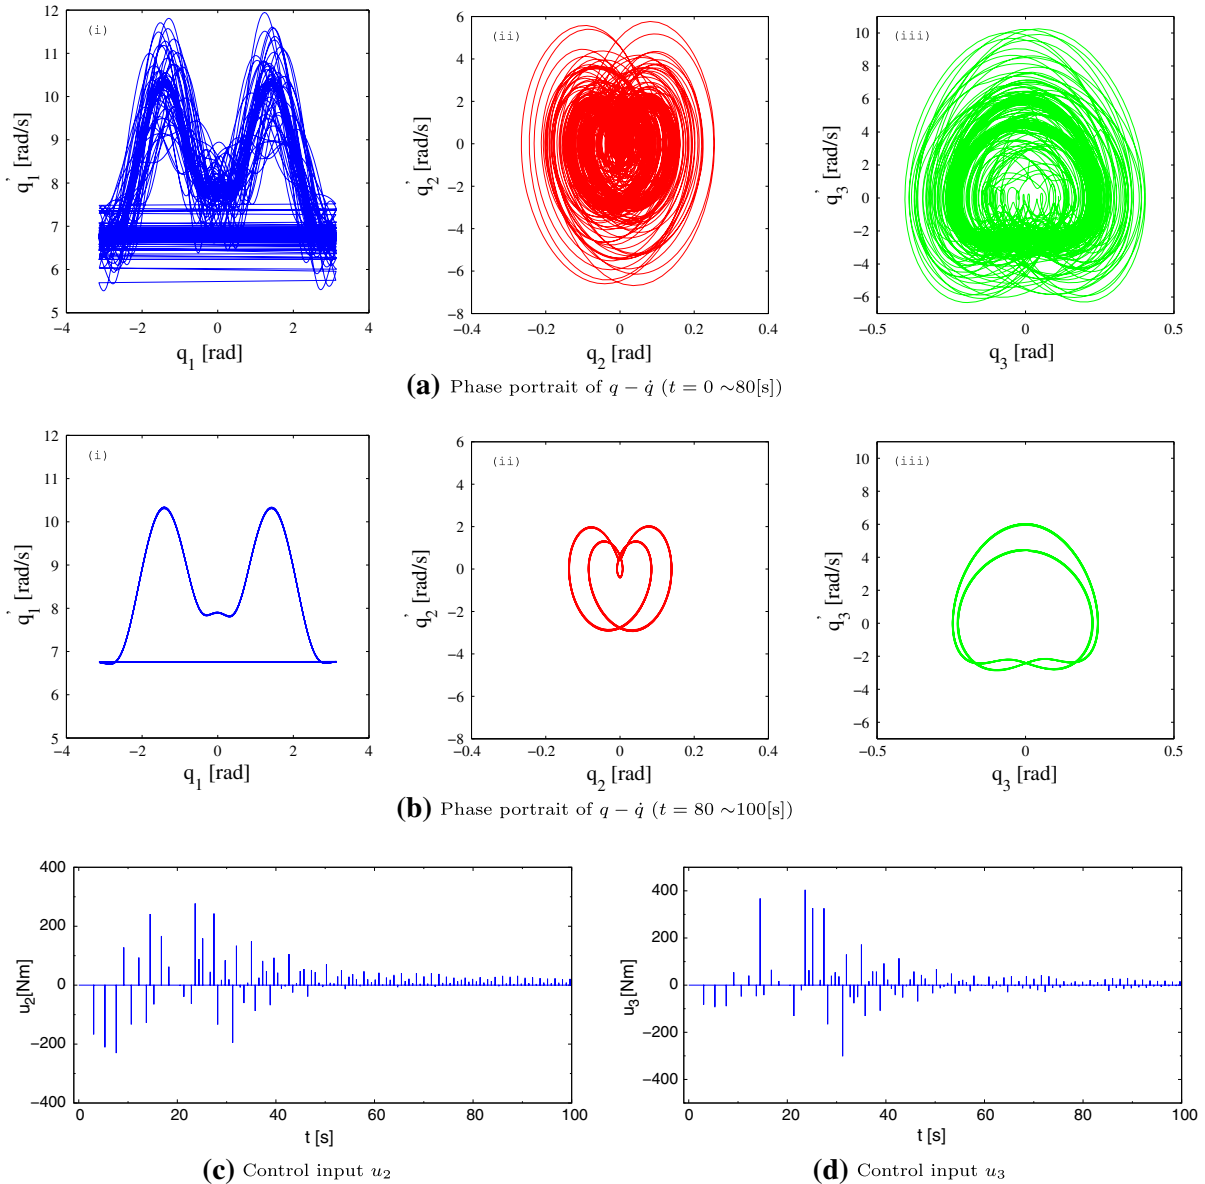 (i)
12
11
10
9
8
7
6
5
−4 −2 0 2 4
q̇1 [rad/s]
q1 [rad]
(ii)
6
4
2
0
−2
−4
−6
−8
−0.4 −0.2 0 0.2 0.4
q̇2 [rad/s]
q2 [rad]
(iii)
10
8
6
4
2
0
−2
−4
−6
−0.5 0 0.5
q̇3 [rad/s]
q3 [rad]
(a) Phase portrait of q − q̇ (t = 0 ∼80[s])
(i)
12
11
10
9
8
7
6
5
−4 −2 0 2 4
q̇1 [rad/s]
q1 [rad]
(ii)
6
4
2
0
−2
−4
−6
−8
−0.4 −0.2 0 0.2 0.4
q̇2 [rad/s]
q2 [rad]
(iii)
10
8
6
4
2
0
−2
−4
−6
−0.5 0 0.5
q̇3 [rad/s]
q3 [rad]
(b) Phase portrait of q − q̇ (t = 80 ∼100[s])
400
200
0
−200
−400
0 20 40 60 80 100
u2[Nm]
t [s]
(c) Control input u2
400
200
0
−200
−400
0 20 40 60 80 100
u3[Nm]
t [s]
(d) Control input u3